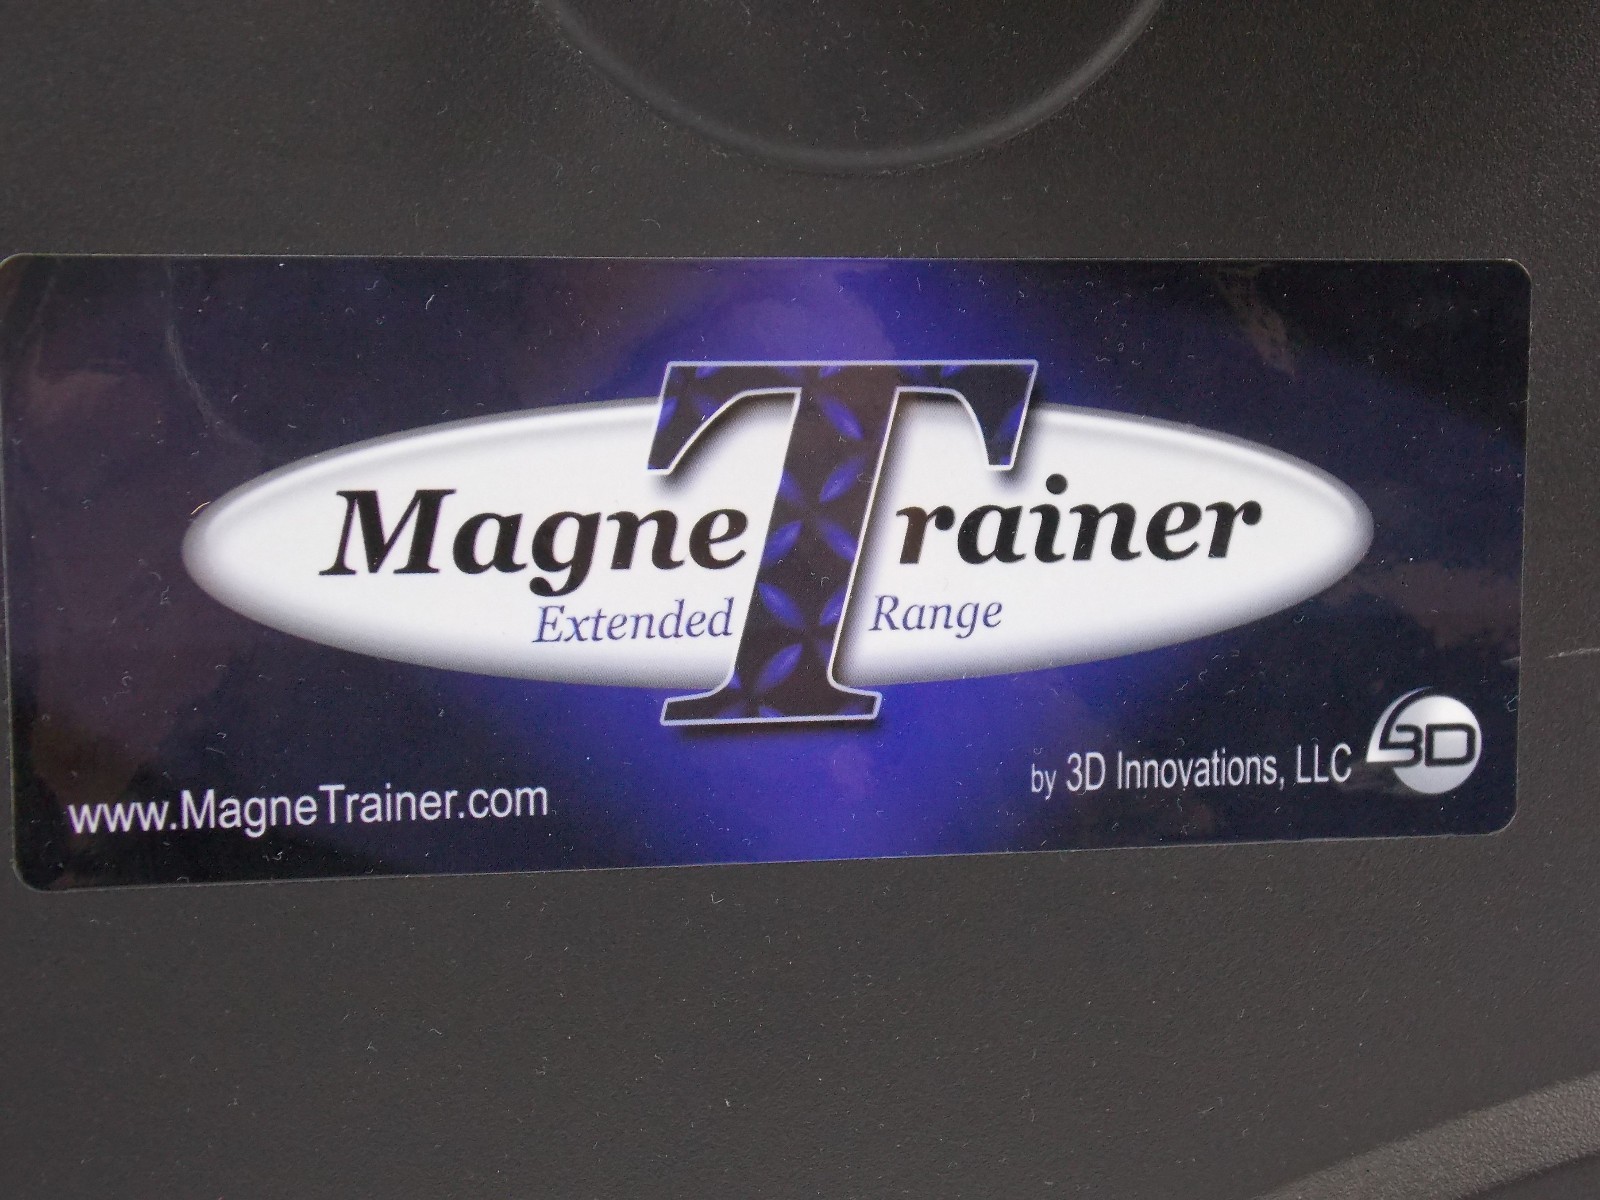 MagneTrainer
Extended Range
www.MagneTrainer.com
by 3D Innovations, LLC
3D